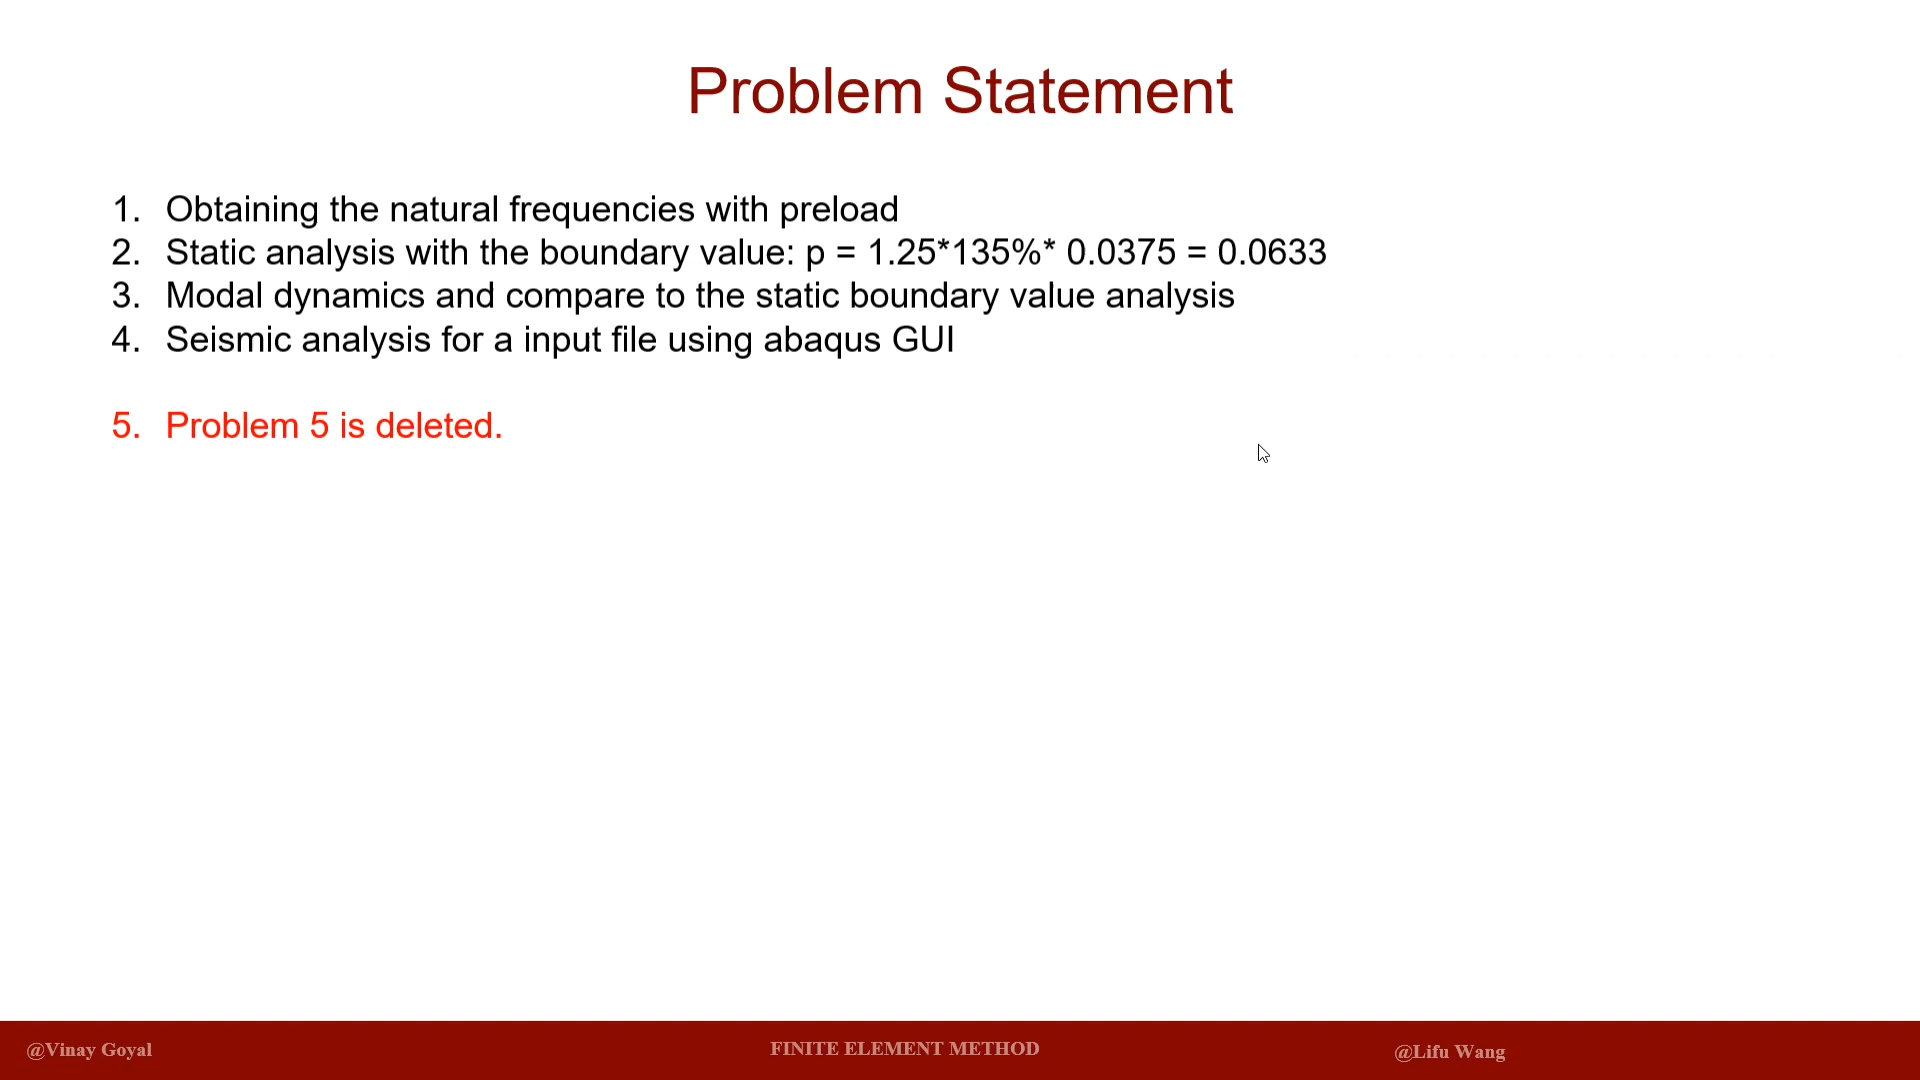 Problem Statement
1. Obtaining the natural frequencies with preload
2. Static analysis with the boundary value: p = 1.25*135%* 0.0375 = 0.0633
3. Modal dynamics and compare to the static boundary value analysis
4. Seismic analysis for a input file using abaqus GUI
5. Problem 5 is deleted.
@Vinay Goyal
FINITE ELEMENT METHOD
@Lifu Wang